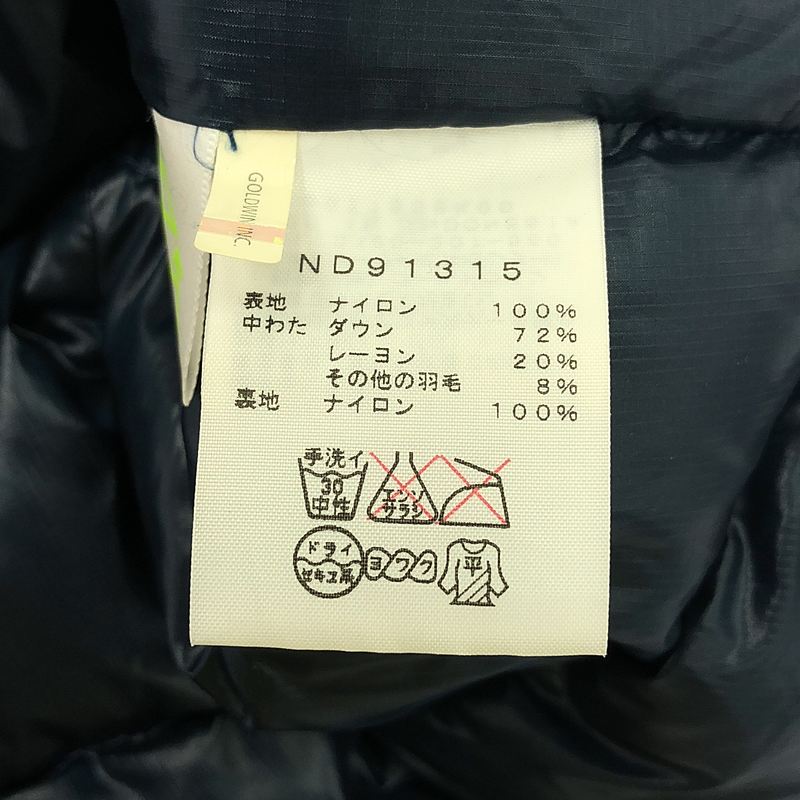 GOLDWIN INC.
ND91315
表地 ナイロン 100%
中わた ダウン 72%
レーヨン 20%
その他の羽毛 8%
裏地 ナイロン 100%
手洗イ
30
中性
エンソ
サラシ
ドライ
セキユ系
ヨワク
平